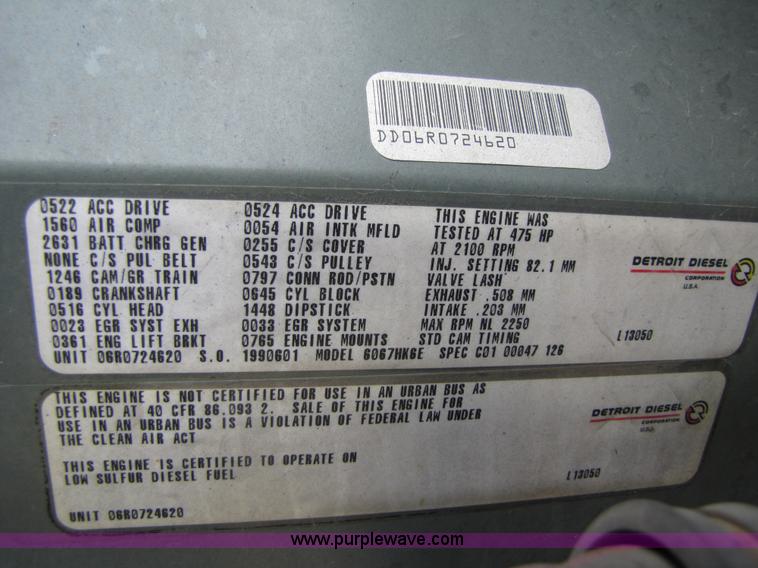 DD06R0724620
0522 ACC DRIVE 0524 ACC DRIVE THIS ENGINE WAS
1560 AIR COMP 0054 AIR INTK MFLD TESTED AT 475 HP
2631 BATT CHRG GEN 0255 C/S COVER AT 2100 RPM
NONE C/S PUL BELT 0543 C/S PULLEY INJ. SETTING 82.1 MM
1246 CAM/GR TRAIN 0797 CONN ROD/PSTN VALVE LASH
0189 CRANKSHAFT 0645 CYL BLOCK EXHAUST .508 MM
0516 CYL HEAD 1448 DIPSTICK INTAKE .203 MM
0023 EGR SYST EXH 0033 EGR SYSTEM MAX RPM NL 2250
0361 ENG LIFT BRKT 0765 ENGINE MOUNTS STD CAM TIMING
UNIT 06R0724620 S.O. 1990601 MODEL 6067HK6E SPEC C01 00047 126
DETROIT DIESEL
CORPORATION
U.S.A.
L13050
THIS ENGINE IS NOT CERTIFIED FOR USE IN AN URBAN BUS AS
DEFINED AT 40 CFR 86.093 2. SALE OF THIS ENGINE FOR
USE IN AN URBAN BUS IS A VIOLATION OF FEDERAL LAW UNDER
THE CLEAN AIR ACT
THIS ENGINE IS CERTIFIED TO OPERATE ON
LOW SULFUR DIESEL FUEL
UNIT 06R0724620
DETROIT DIESEL
CORPORATION
U.S.A.
L13050
www.purplewave.com